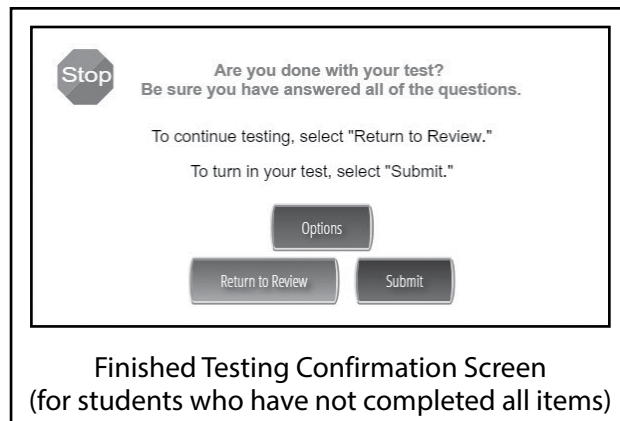 Stop
Are you done with your test?
Be sure you have answered all of the questions.
To continue testing, select "Return to Review."
To turn in your test, select "Submit."
Options
Return to Review
Submit
Finished Testing Confirmation Screen
(for students who have not completed all items)